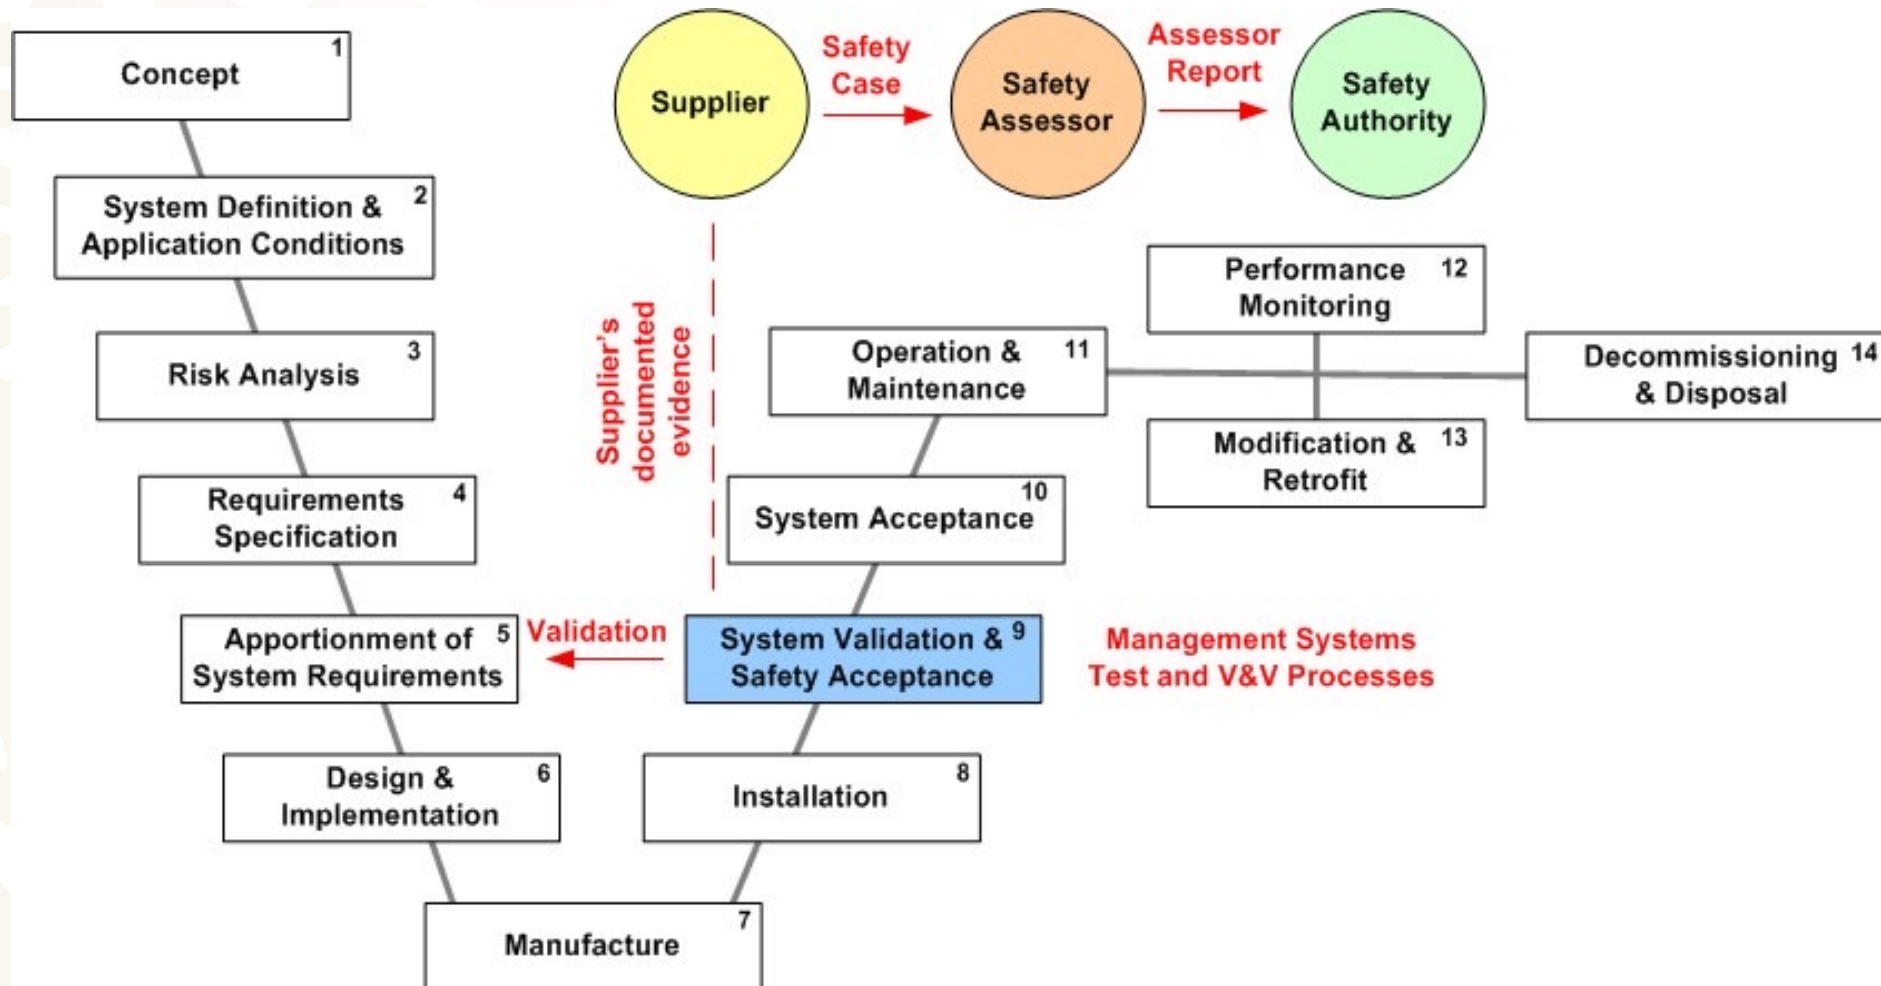 Concept
1
System Definition &
Application Conditions
2
Risk Analysis
3
Requirements
Specification
4
Apportionment of
System Requirements
5
Design &
Implementation
6
Manufacture
7
Installation
8
System Validation &
Safety Acceptance
9
System Acceptance
10
Operation &
Maintenance
11
Performance
Monitoring
12
Modification &
Retrofit
13
Decommissioning
& Disposal
14
Supplier
Safety
Case
Safety
Assessor
Assessor
Report
Safety
Authority
Supplier's
documented
evidence
Validation
Management Systems
Test and V&V Processes